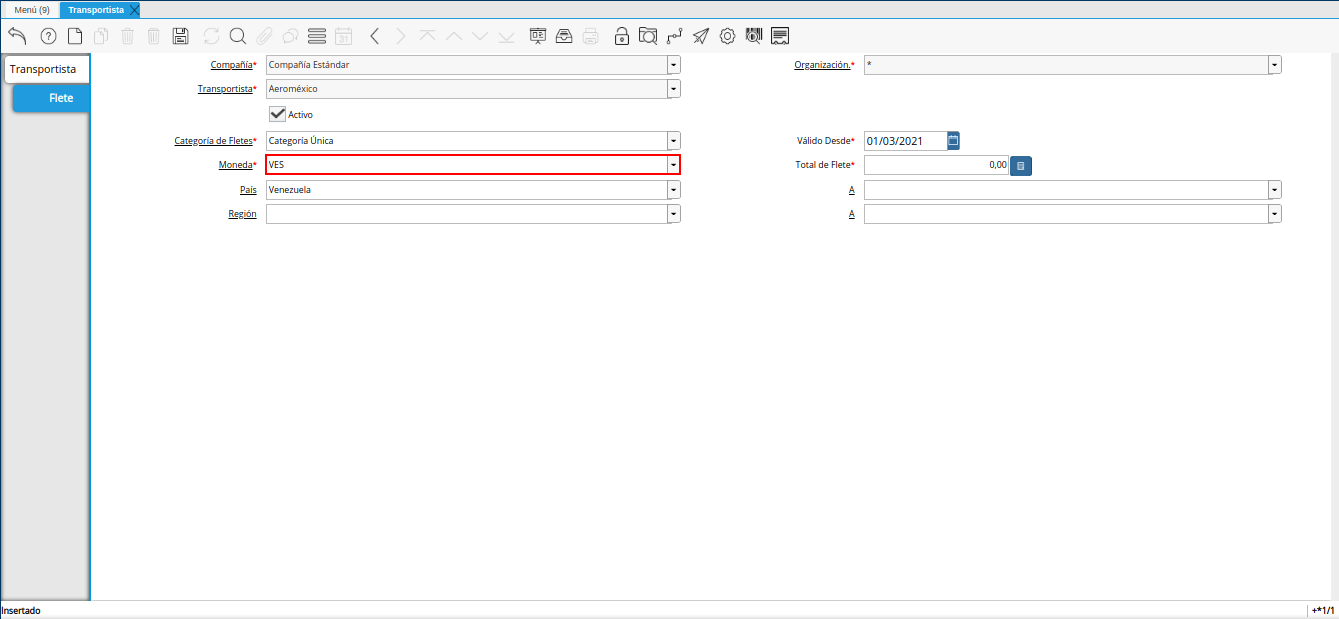 Menú (9) Transportista
Transportista
Flete
Compañía* Compañía Estándar Organización.* *
Transportista* Aeroméxico
Activo
Categoría de Fletes* Categoría Única Válido Desde* 01/03/2021
Moneda* VES Total de Flete* 0,00
País Venezuela A
Región A
Insertado +*1/1